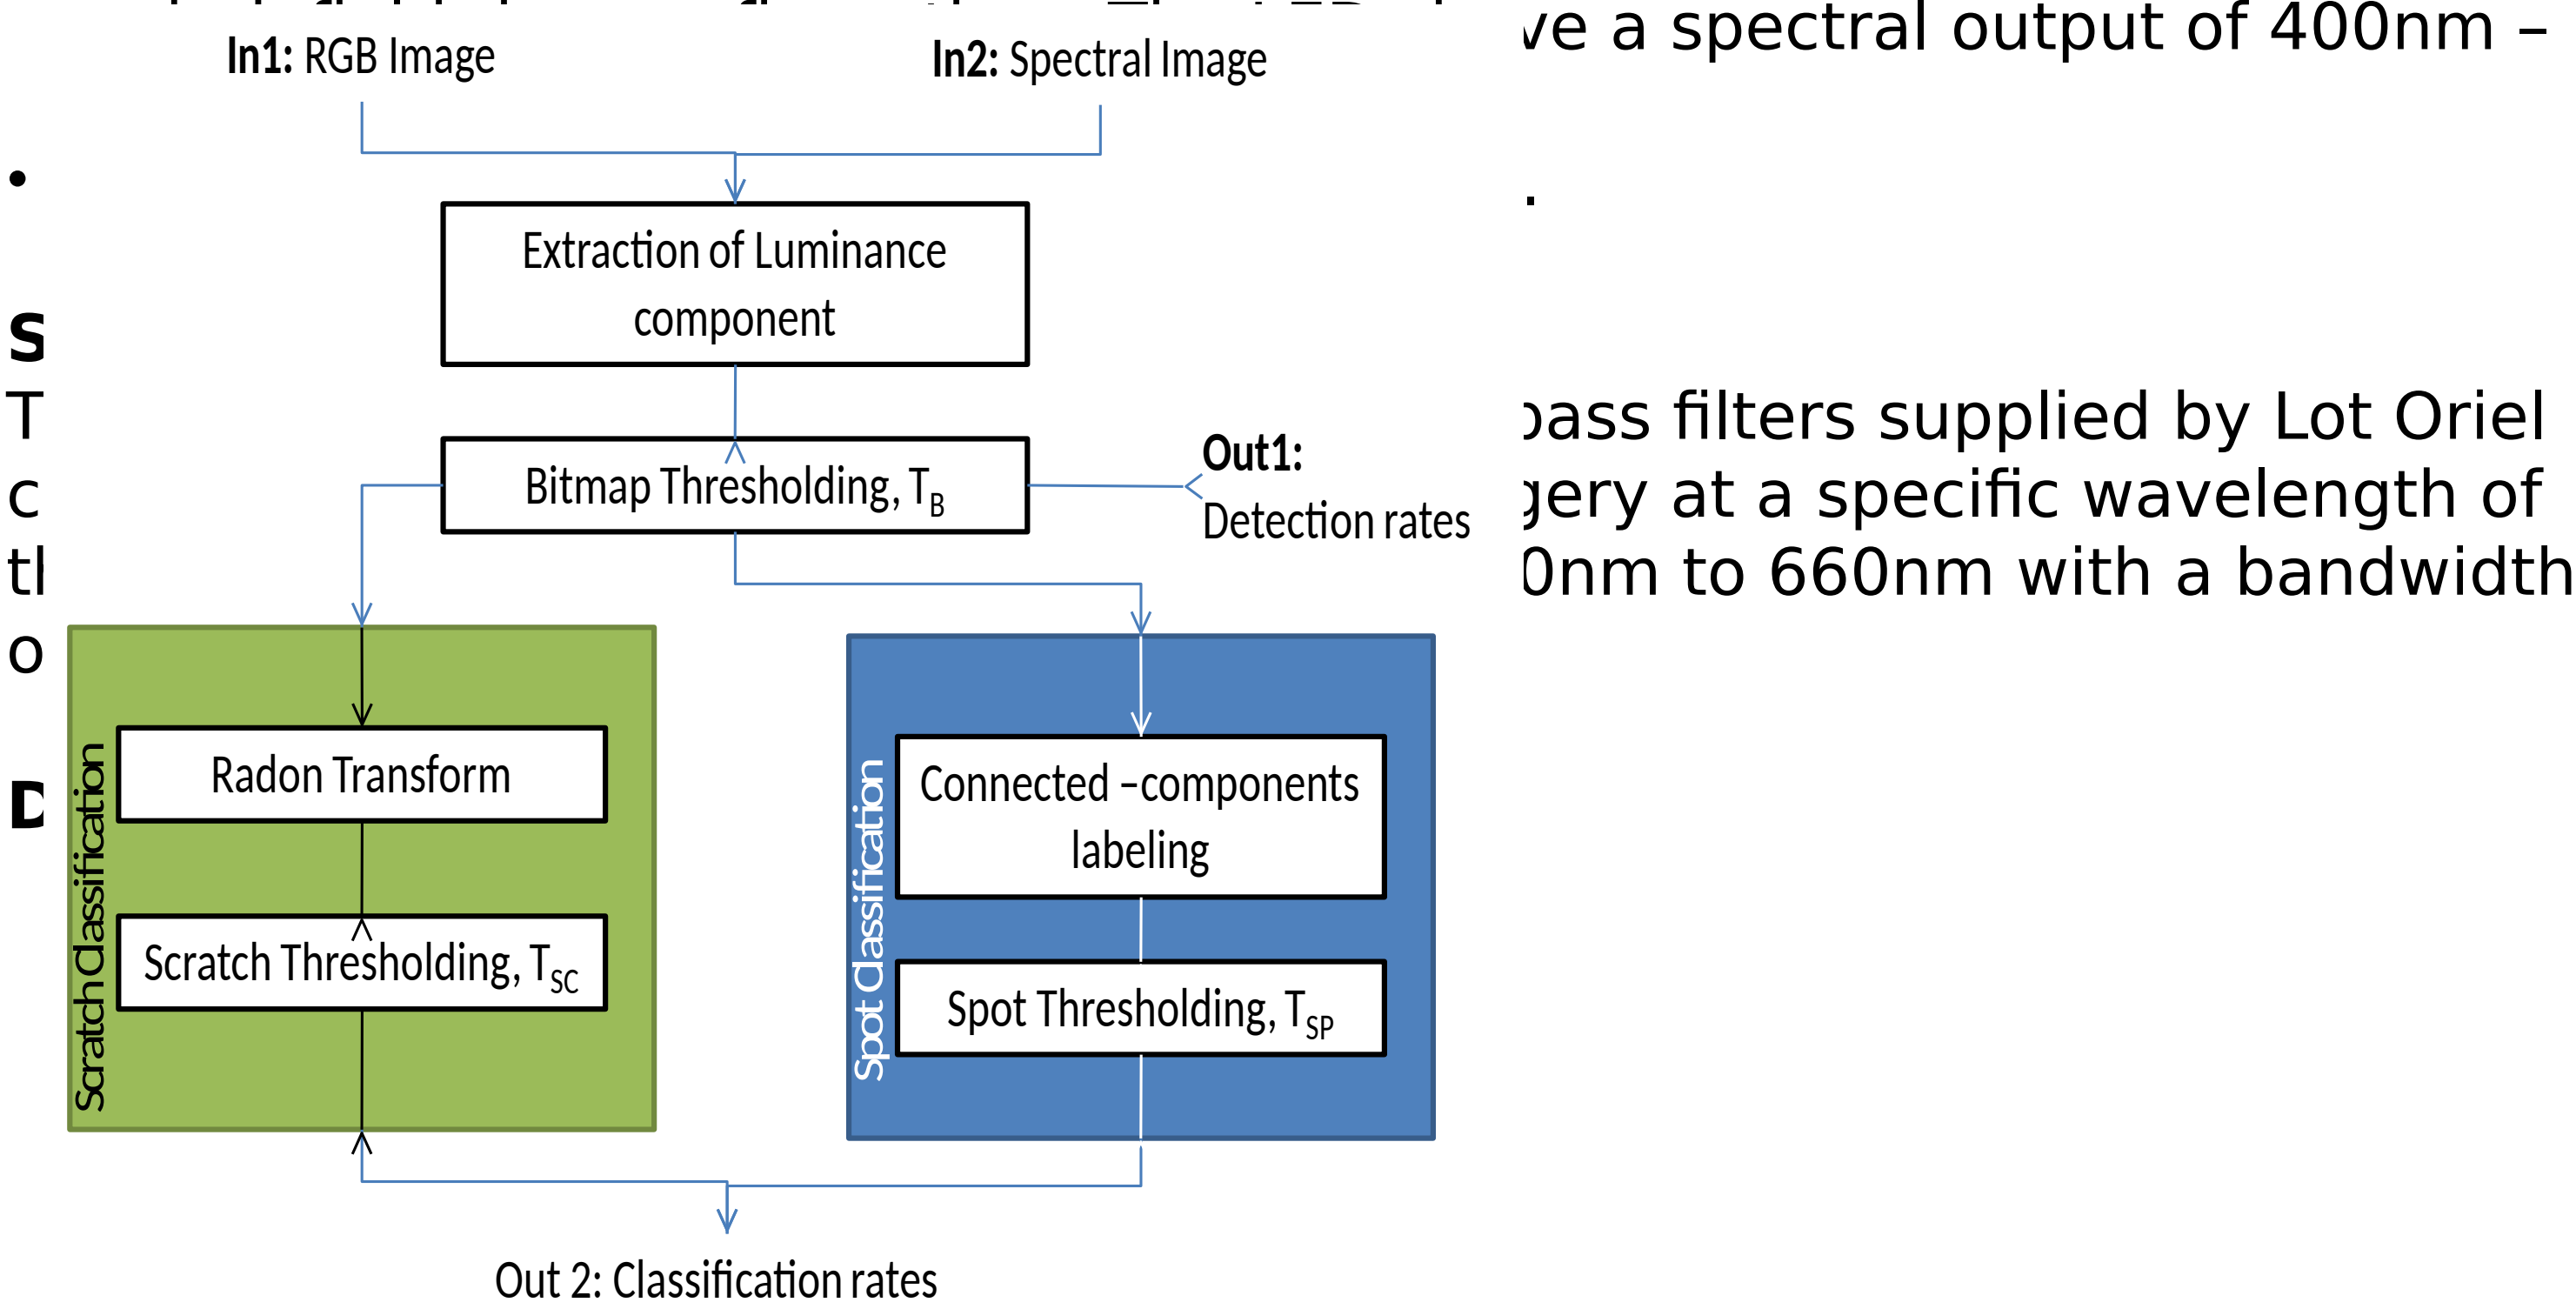 ve a spectral output of 400nm –
In1: RGB Image
In2: Spectral Image
•
.
Extraction of Luminance
component
S
T
pass filters supplied by Lot Oriel
Out1:
Detection rates
Bitmap Thresholding, TB
c
gery at a specific wavelength of
0nm to 660nm with a bandwidth
o
D
Scratch Classification
Radon Transform
Scratch Thresholding, TSC
Spot Classification
Connected –components
labeling
Spot Thresholding, TSP
Out 2: Classification rates